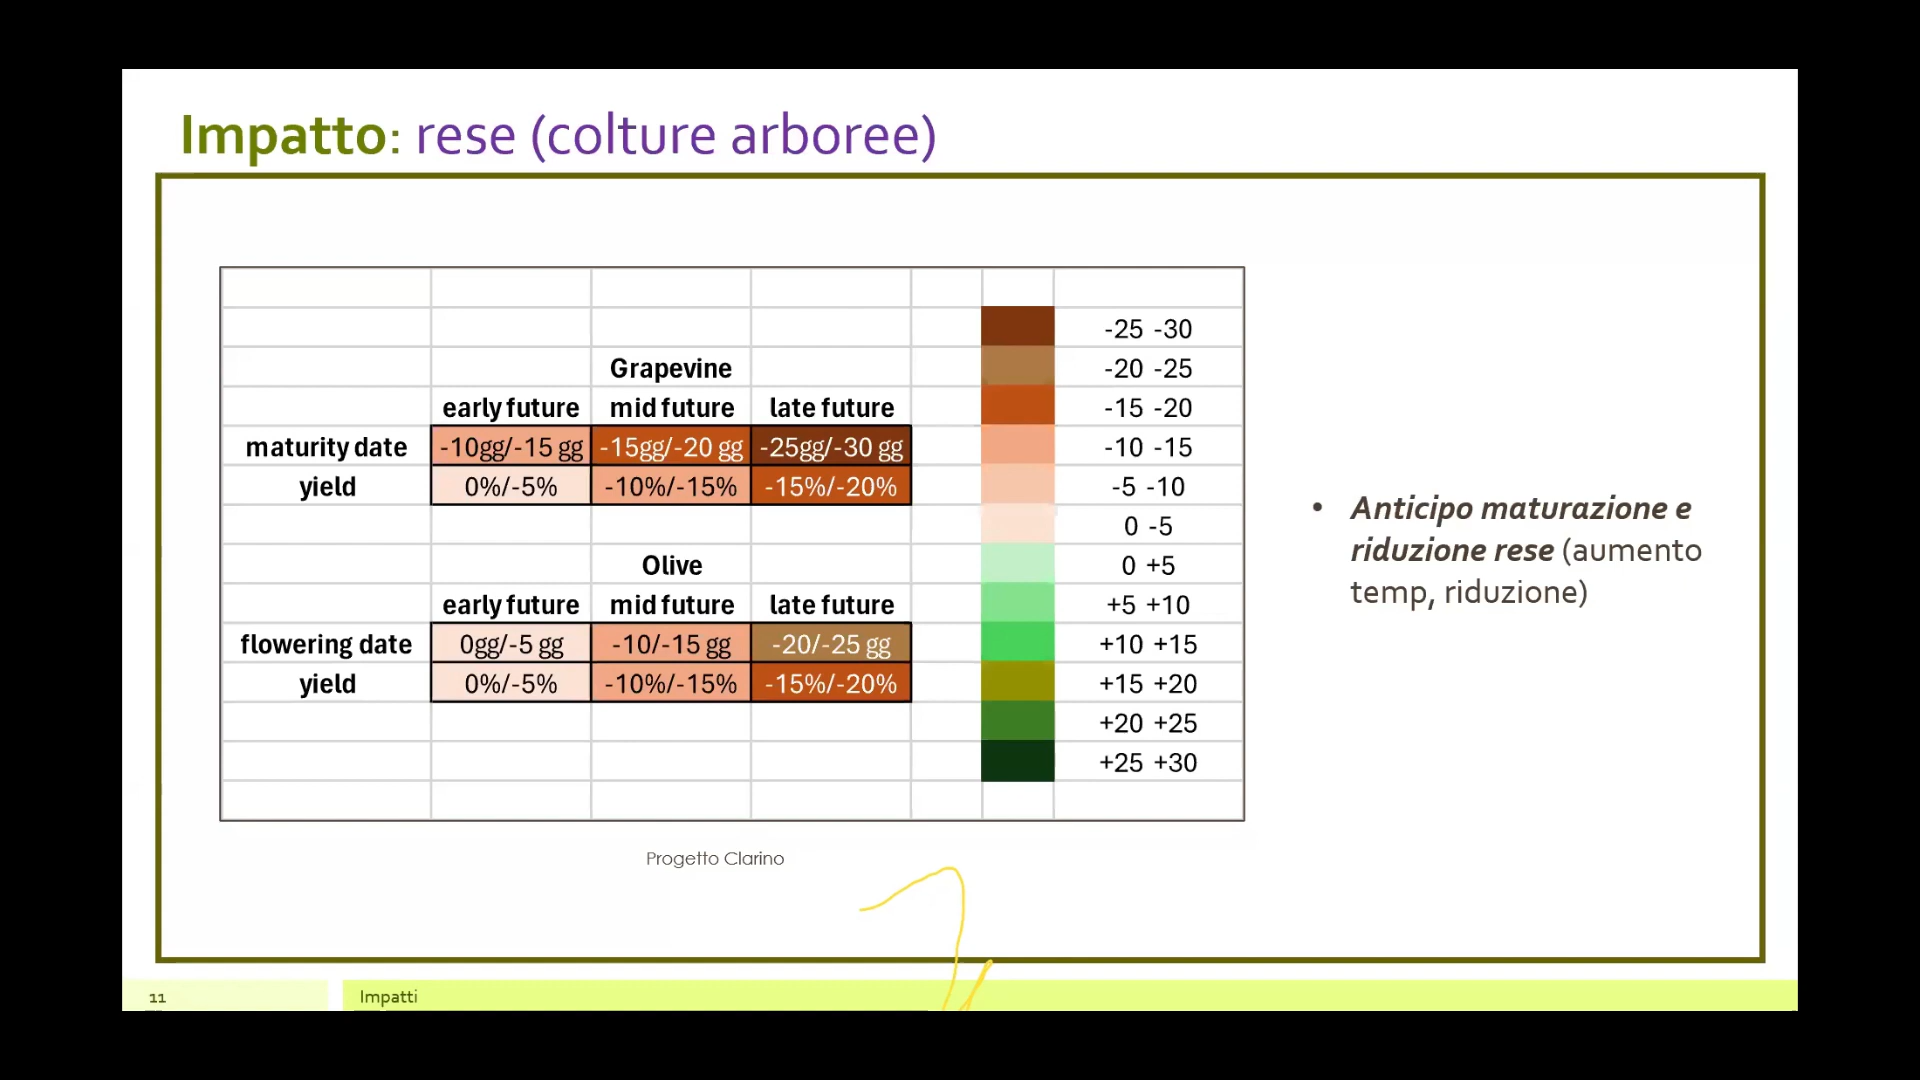 Impatto: rese (colture arboree)
Grapevine
early future mid future late future
maturity date -10gg/-15 gg -15gg/-20 gg -25gg/-30 gg
yield 0%/-5% -10%/-15% -15%/-20%
Olive
early future mid future late future
flowering date 0gg/-5 gg -10/-15 gg -20/-25 gg
yield 0%/-5% -10%/-15% -15%/-20%
-25 -30
-20 -25
-15 -20
-10 -15
-5 -10
0 -5
0 +5
+5 +10
+10 +15
+15 +20
+20 +25
+25 +30
• Anticipo maturazione e
riduzione rese (aumento
temp, riduzione)
Progetto Clarino
11 Impatti